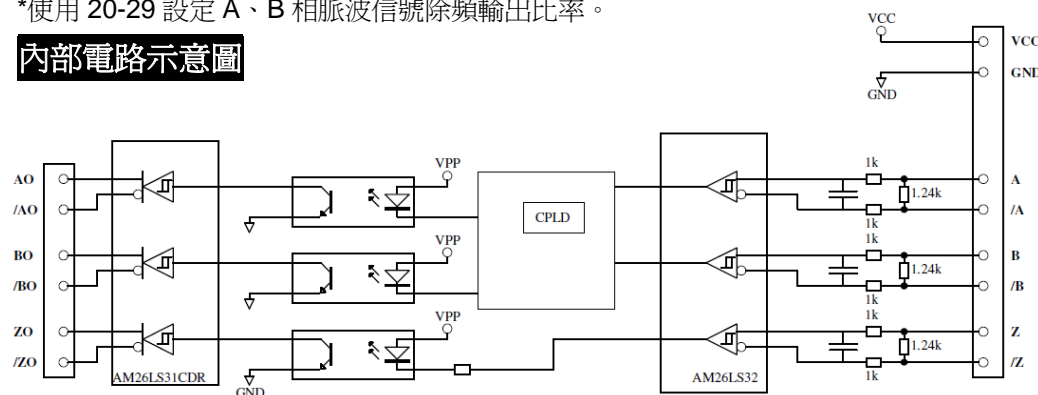 *使用 20-29 設定 A、B 相脈波信號除頻輸出比率。
內部電路示意圖
VCC
VCC
GND
GND
AO
/AO
BO
/BO
ZO
/ZO
AM26LS31CDR
GND
VPP
VPP
VPP
CPLD
AM26LS32
1k
1.24k
1k
1k
1.24k
1k
1k
1.24k
1k
A
/A
B
/B
Z
/Z